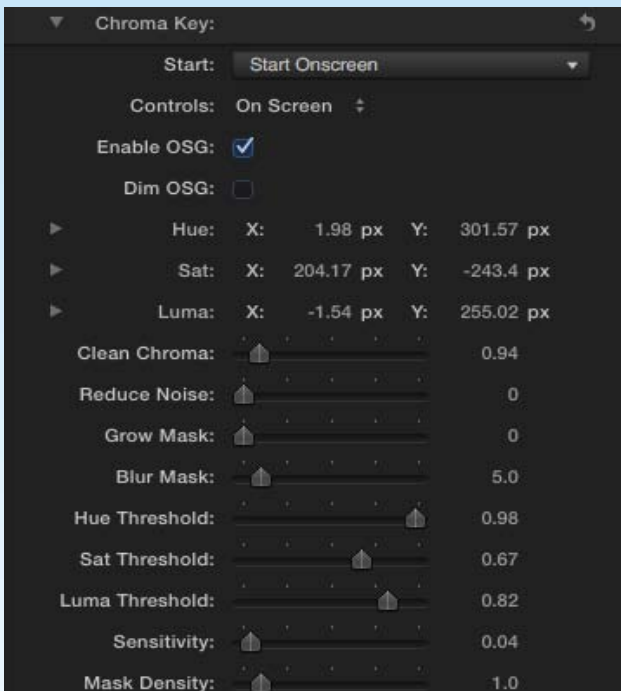 Chroma Key:
Start: Start Onscreen
Controls: On Screen
Enable OSG:
Dim OSG:
Hue: X: 1.98 px Y: 301.57 px
Sat: X: 204.17 px Y: -243.4 px
Luma: X: -1.54 px Y: 255.02 px
Clean Chroma: 0.94
Reduce Noise: 0
Grow Mask: 0
Blur Mask: 5.0
Hue Threshold: 0.98
Sat Threshold: 0.67
Luma Threshold: 0.82
Sensitivity: 0.04
Mask Density: 1.0